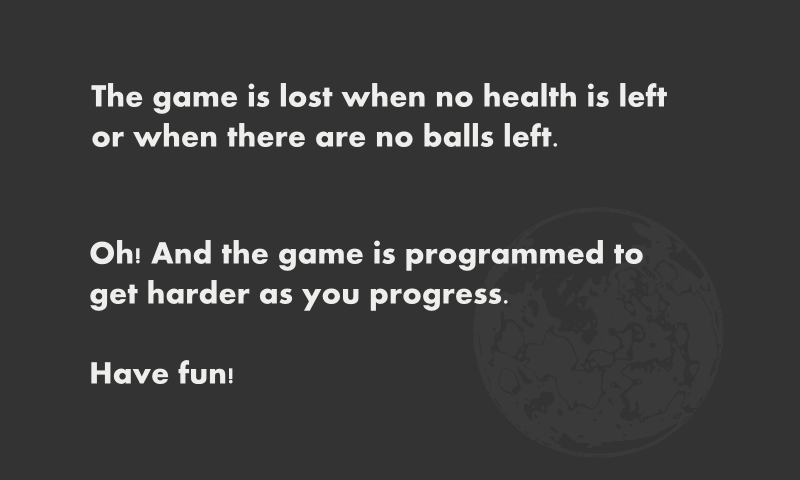 The game is lost when no health is left
or when there are no balls left.
Oh! And the game is programmed to
get harder as you progress.
Have fun!